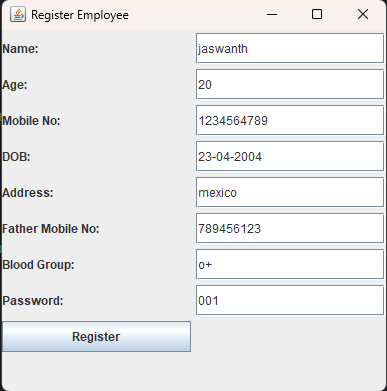 Register Employee
Name: jaswanth
Age: 20
Mobile No: 1234564789
DOB: 23-04-2004
Address: mexico
Father Mobile No: 789456123
Blood Group: o+
Password: 001
Register